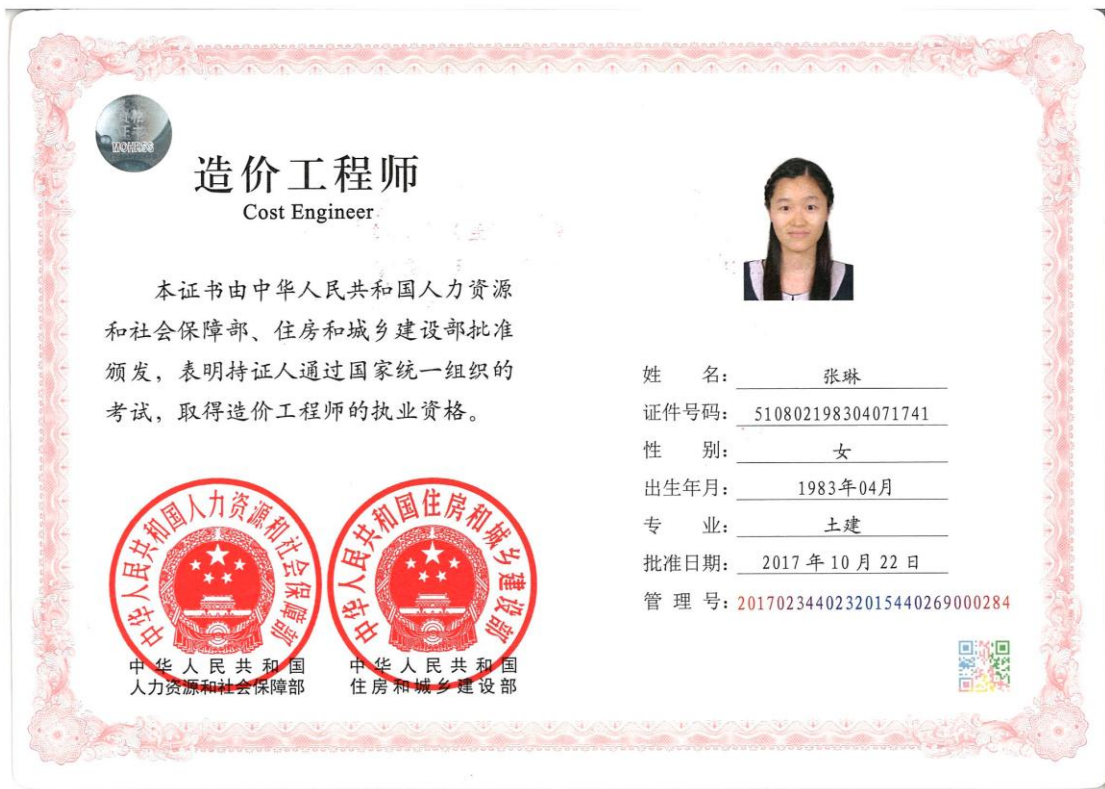 MOHRSS
造价工程师
Cost Engineer
本证书由中华人民共和国人力资源
和社会保障部、住房和城乡建设部批准
颁发，表明持证人通过国家统一组织的
考试，取得造价工程师的执业资格。
中华人民共和国人力资源和社会保障部
中华人民共和国住房和城乡建设部
中华人民共和国
人力资源和社会保障部
中华人民共和国
住房和城乡建设部
姓 名：张琳
证件号码：510802198304071741
性 别：女
出生年月：1983年04月
专 业：土建
批准日期：2017年10月22日
管 理 号：2017023440232015440269000284